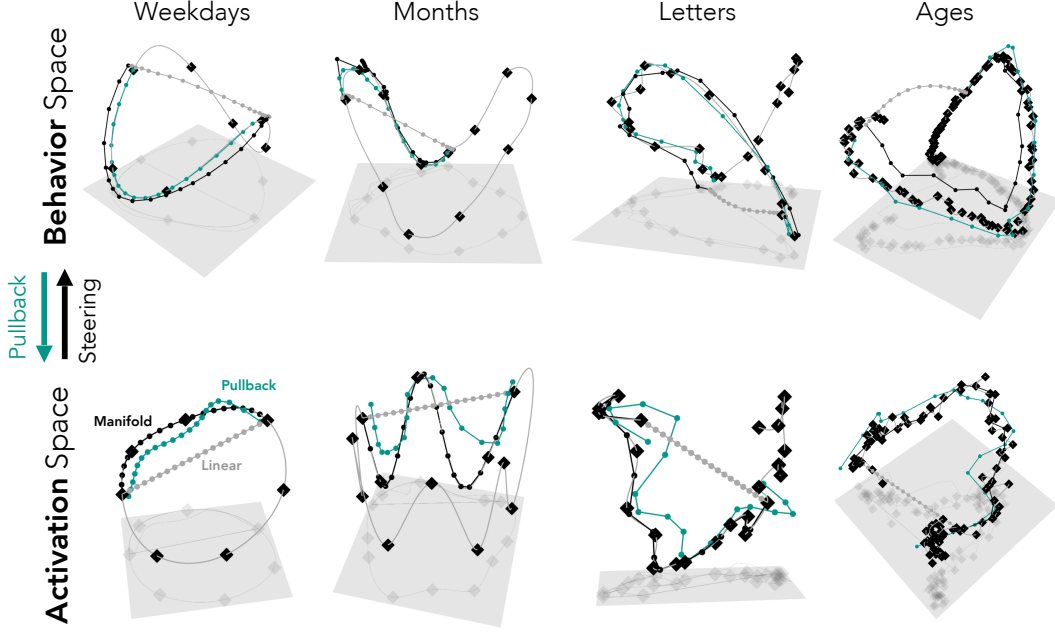 Weekdays
Months
Letters
Ages
Behavior Space
Pullback
Steering
Activation Space
Pullback
Manifold
Linear